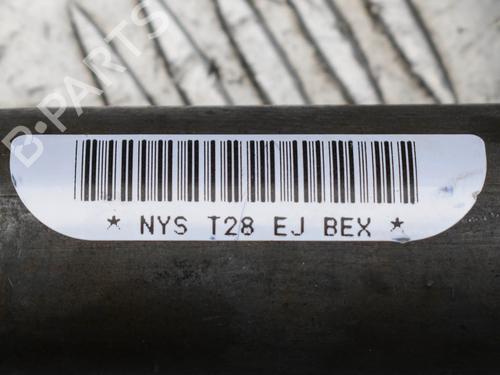 B-PARTS
* NYS T28 EJ BEX *